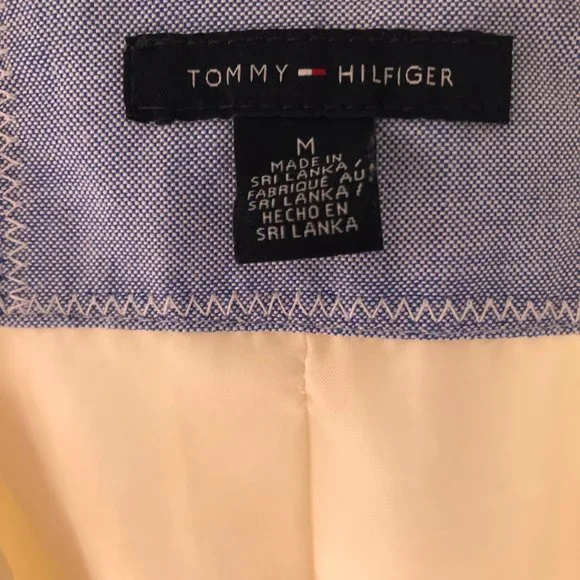 TOMMY HILFIGER
M
MADE IN
SRI LANKA/
FABRIQUÉ AU
SRI LANKA/
HECHO EN
SRI LANKA